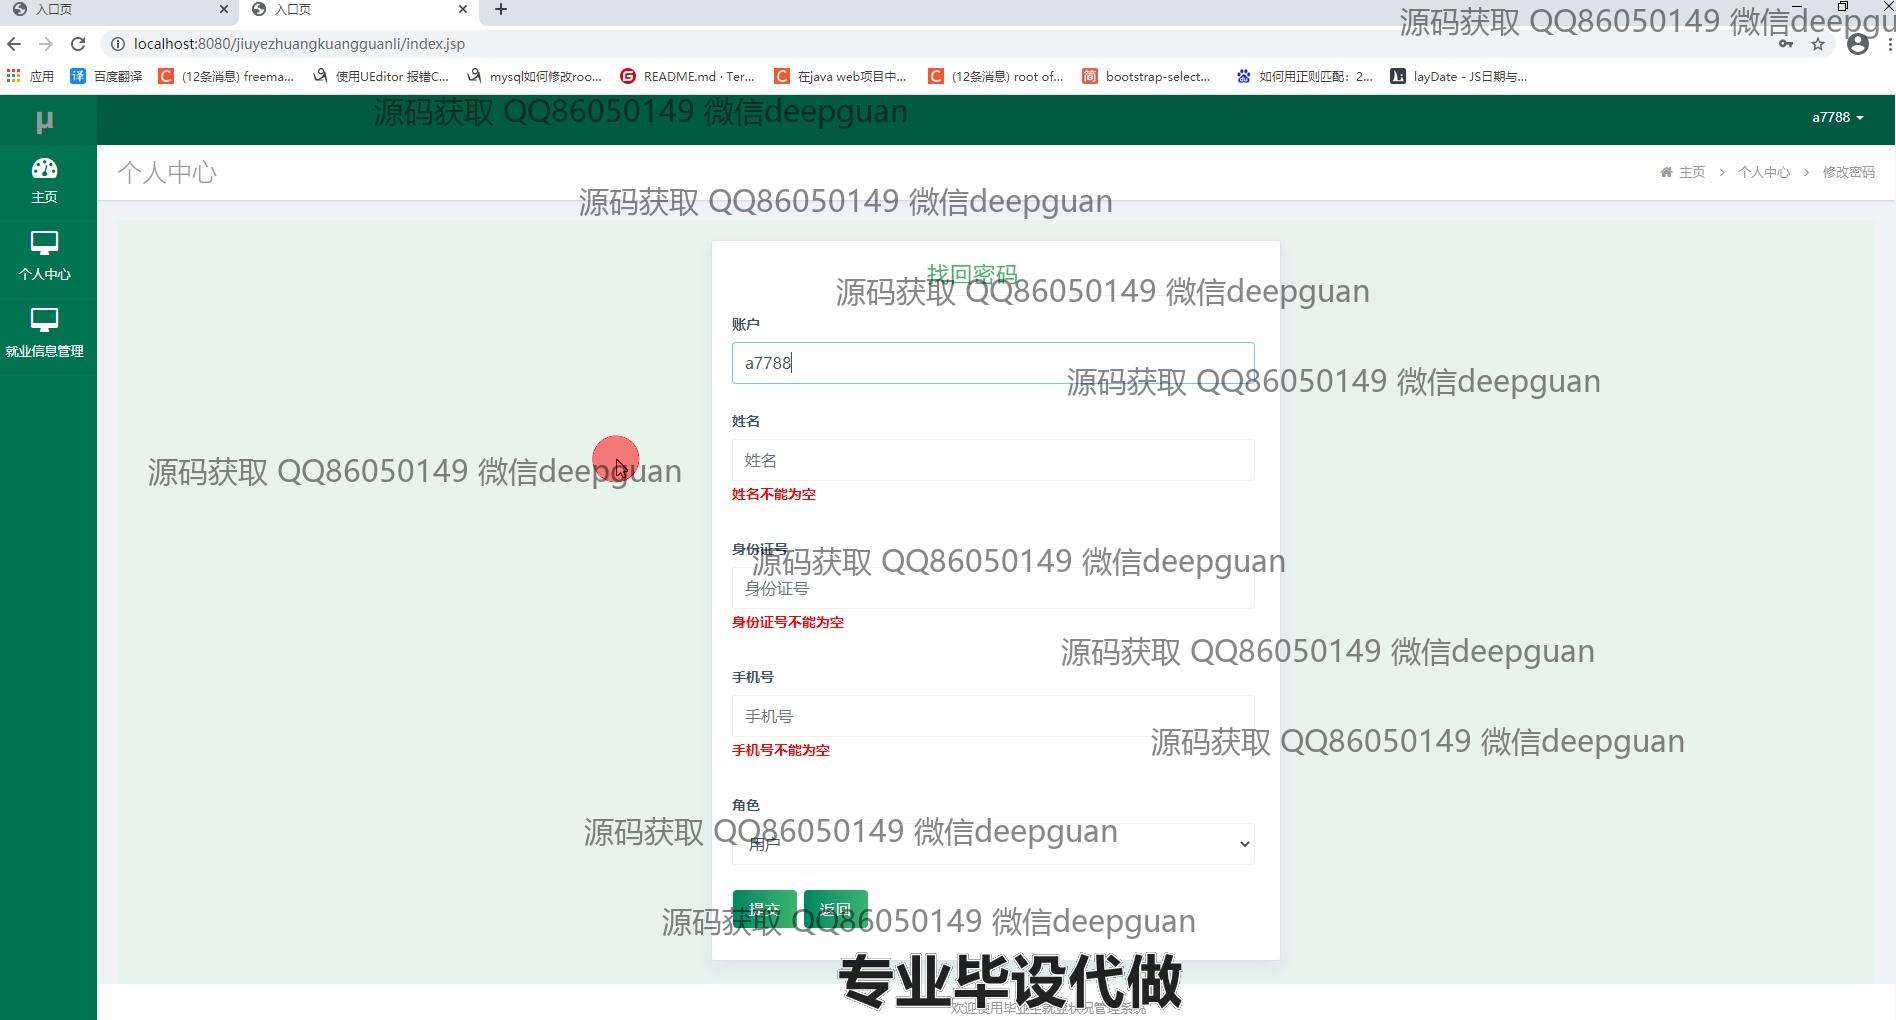 入口页
入口页
源码获取 QQ86050149 微信deepgu
localhost:8080/jiuyezhuangkuangguanli/index.jsp
应用
百度翻译
(12条消息) freema...
使用UEditor 报错C...
mysql如何修改roo...
README.md · Ter...
在java web项目中...
(12条消息) root of...
bootstrap-select...
如何用正则匹配：2...
layDate - JS日期与...
μ
源码获取 QQ86050149 微信deepguan
a7788
主页
个人中心
就业信息管理
个人中心
主页 > 个人中心 > 修改密码
源码获取 QQ86050149 微信deepguan
找回密码
源码获取 QQ86050149 微信deepguan
账户
a7788
源码获取 QQ86050149 微信deepguan
姓名
姓名
源码获取 QQ86050149 微信deepguan
姓名不能为空
身份证号
源码获取 QQ86050149 微信deepguan
身份证号
身份证号不能为空
源码获取 QQ86050149 微信deepguan
手机号
手机号
源码获取 QQ86050149 微信deepguan
手机号不能为空
角色
源码获取 QQ86050149 微信deepguan
用户
提交
返回
源码获取 QQ86050149 微信deepguan
专业毕设代做
欢迎使用毕业生就业状况管理系统